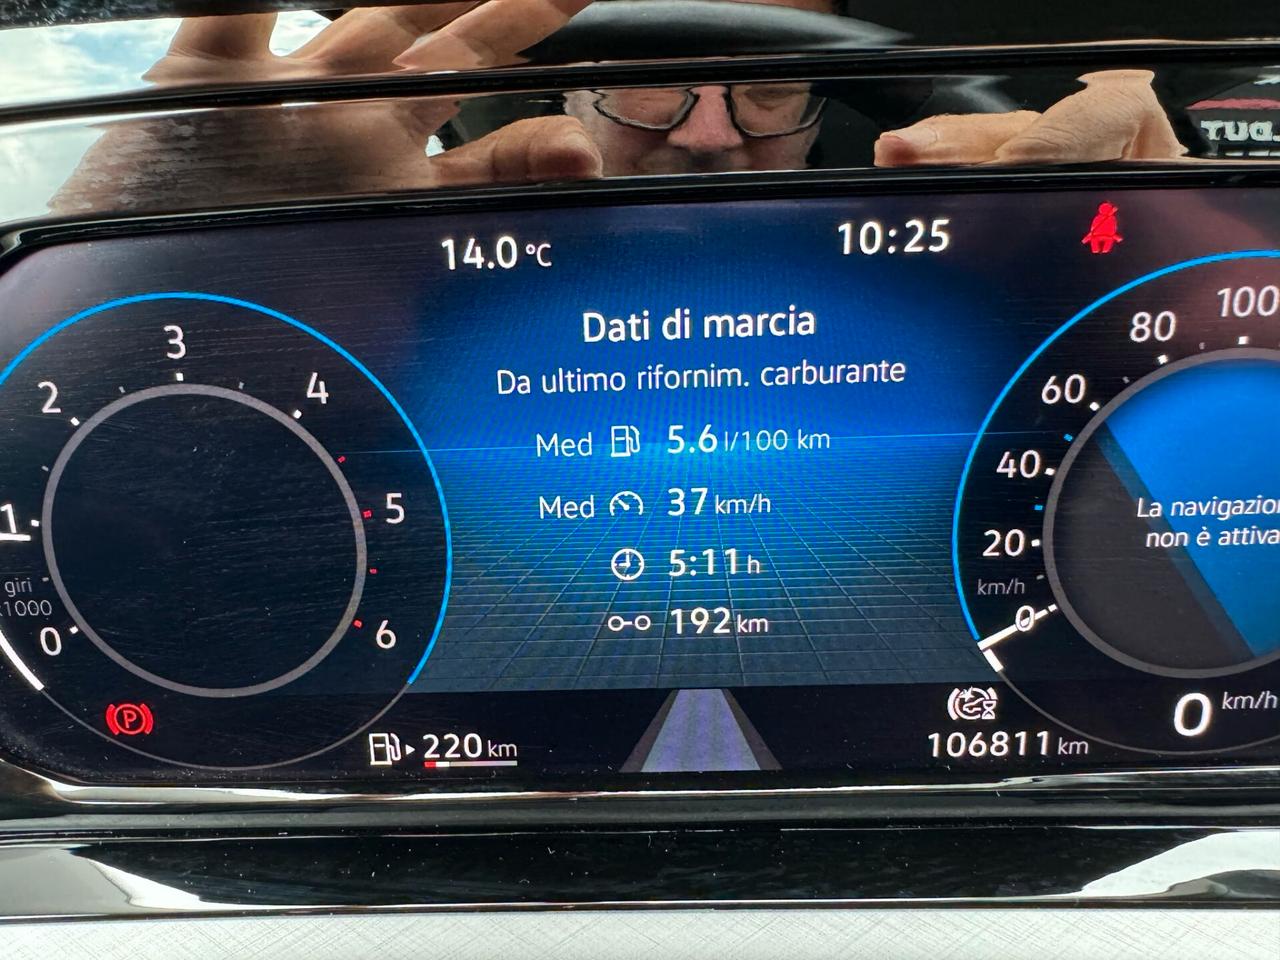 14.0 °C
10:25
Dati di marcia
Da ultimo rifornim. carburante
Med 5.6 l/100 km
Med 37 km/h
5:11 h
192 km
0
1
2
3
4
5
6
giri
1000
P
220 km
0
20
40
60
80
100
km/h
La navigazion
non è attiva
0 km/h
106811 km